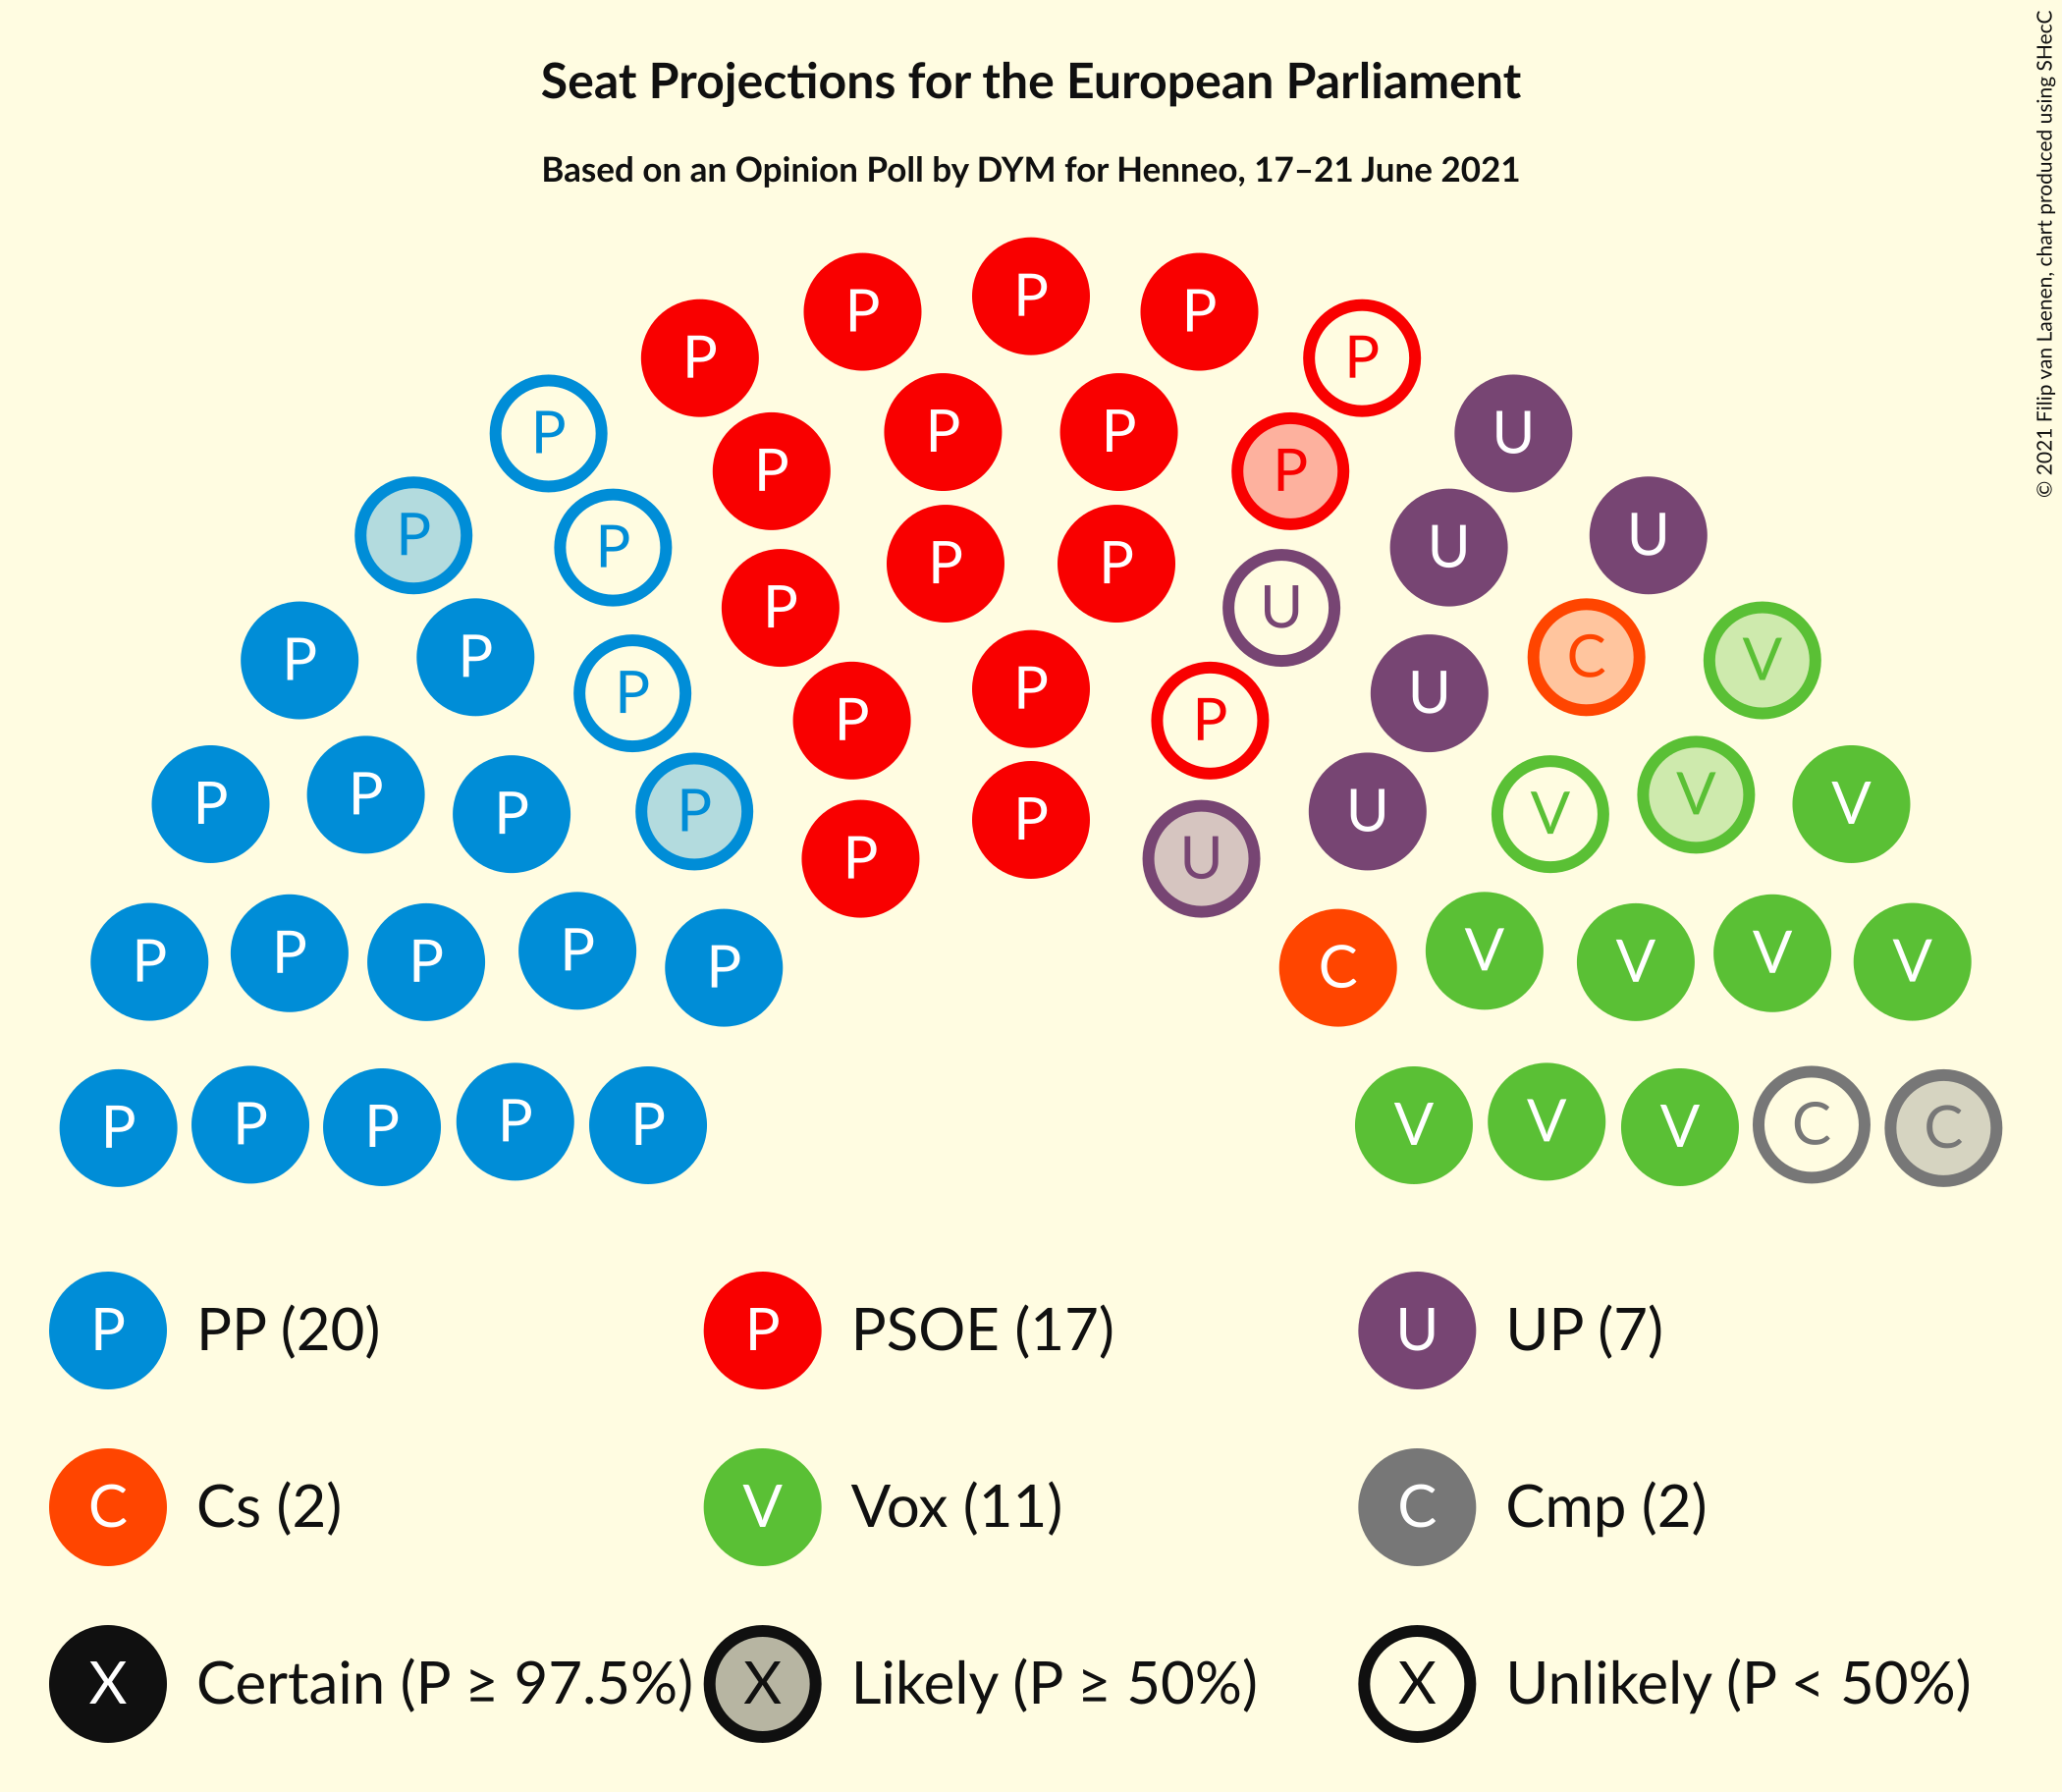 Seat Projections for the European Parliament
Based on an Opinion Poll by DYM for Henneo, 17–21 June 2021
© 2021 Filip van Laenen, chart produced using SHecC
P
P P
P P
P P P P
P P U U
P P U U
P P
P U
P P C V
P P U
P P P
P P V V
P P V V
P P U
P P P P P C V V V V
P P P P P V V V C C
P PP (20) P PSOE (17) U UP (7)
C Cs (2) V Vox (11) C Cmp (2)
X Certain (P ≥ 97.5%) X Likely (P ≥ 50%) X Unlikely (P < 50%)